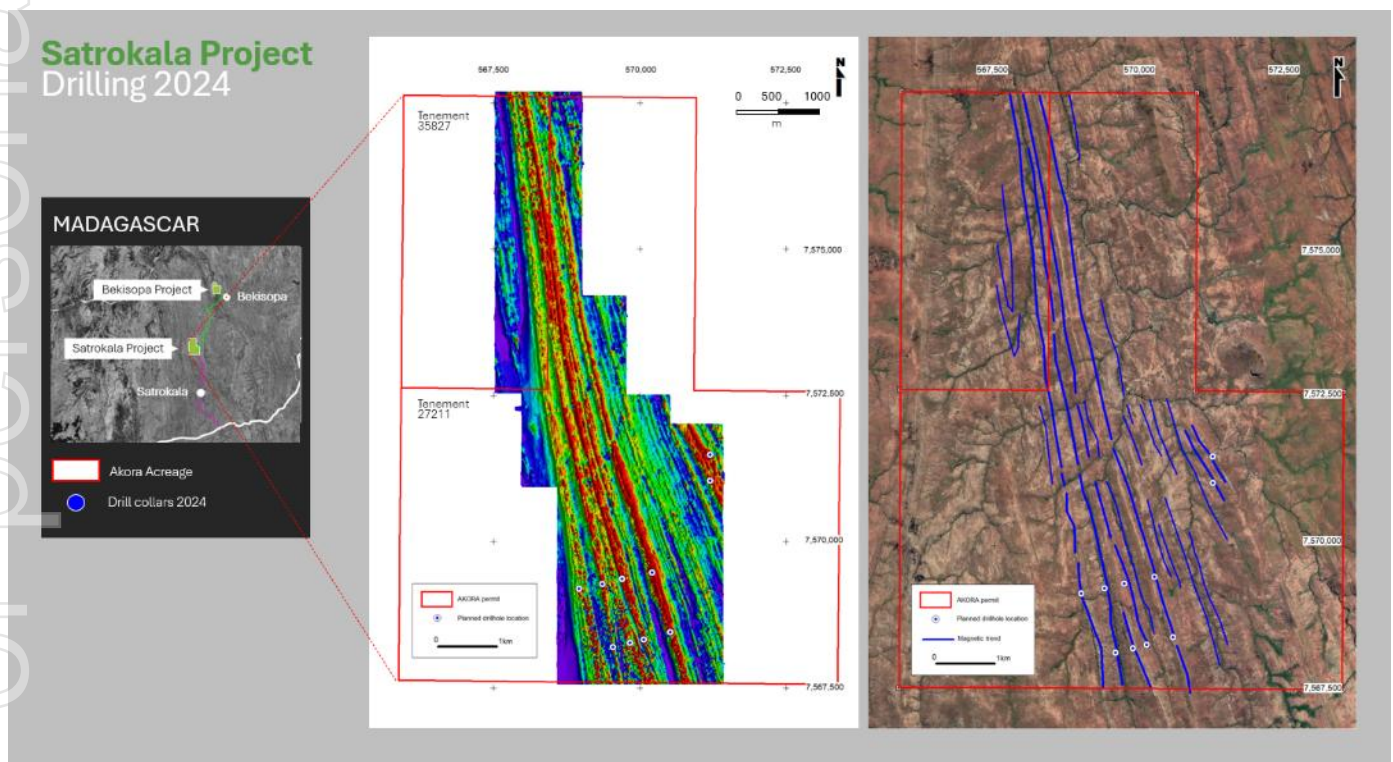 Satrokala Project
Drilling 2024
MADAGASCAR
Bekisopa Project
Bekisopa
Satrokala Project
Satrokala
Akora Acreage
Drill collars 2024
567,500
570,000
572,500
N
0 500 1000
m
Tenement
35827
7,575,000
7,572,500
Tenement
27211
7,570,000
AKORA permit
Planned drillhole location
0 1km
7,567,500
567,500
570,000
572,500
N
7,575,000
7,572,500
7,570,000
AKORA permit
Planned drillhole location
Magnetic trend
0 1km
7,567,500